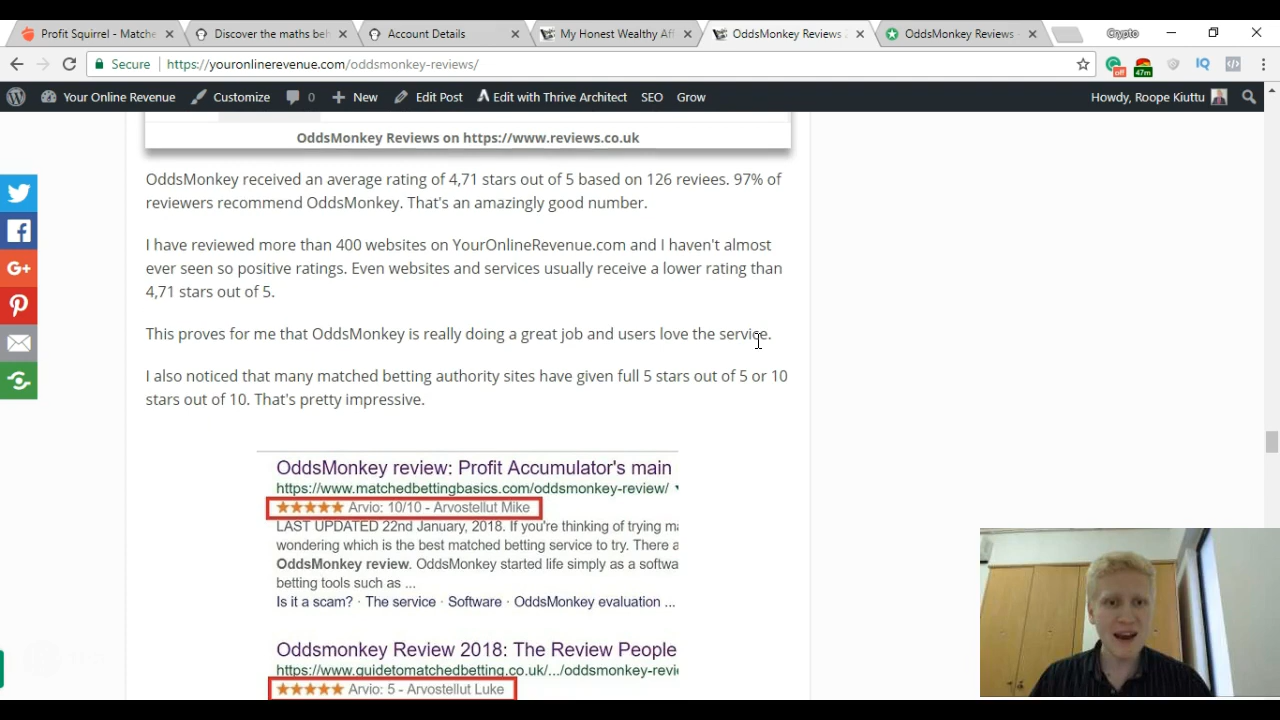 Profit Squirrel - Matche
Discover the maths beh
Account Details
My Honest Wealthy Aff
OddsMonkey Reviews 2
OddsMonkey Reviews -
Crypto
Secure
https://youronlinerevenue.com/oddsmonkey-reviews/
off
47m
IQ
Your Online Revenue
Customize
0
New
Edit Post
Edit with Thrive Architect
SEO
Grow
Howdy, Roope Kiuttu
OddsMonkey Reviews on https://www.reviews.co.uk
OddsMonkey received an average rating of 4,71 stars out of 5 based on 126 reviees. 97% of
reviewers recommend OddsMonkey. That's an amazingly good number.
I have reviewed more than 400 websites on YourOnlineRevenue.com and I haven't almost
ever seen so positive ratings. Even websites and services usually receive a lower rating than
4,71 stars out of 5.
This proves for me that OddsMonkey is really doing a great job and users love the service.
I also noticed that many matched betting authority sites have given full 5 stars out of 5 or 10
stars out of 10. That's pretty impressive.
OddsMonkey review: Profit Accumulator's main
https://www.matchedbettingbasics.com/oddsmonkey-review/
Arvio: 10/10 - Arvostellut Mike
LAST UPDATED 22nd January, 2018. If you're thinking of trying ma
wondering which is the best matched betting service to try. There a
OddsMonkey review. OddsMonkey started life simply as a softwa
betting tools such as ...
Is it a scam? · The service · Software · OddsMonkey evaluation ...
Oddsmonkey Review 2018: The Review People
https://www.guidetomatchedbetting.co.uk/.../oddsmonkey-revie
Arvio: 5 - Arvostellut Luke